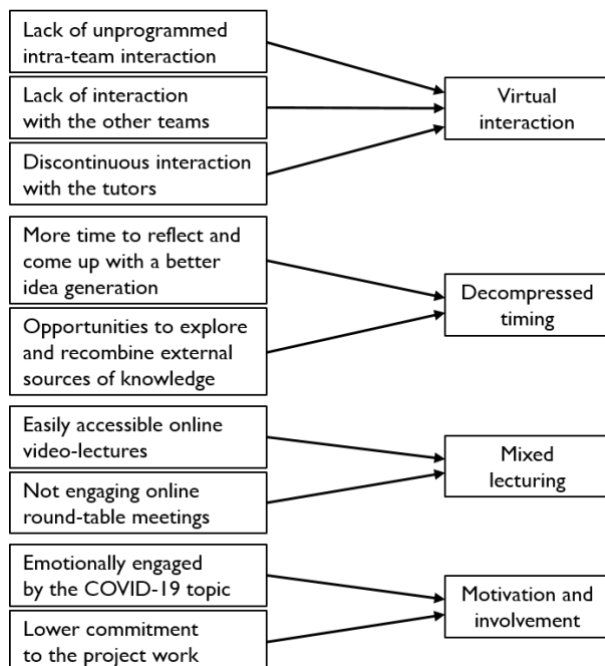 Lack of unprogrammed
intra-team interaction
Lack of interaction
with the other teams
Discontinuous interaction
with the tutors
Virtual
interaction
More time to reflect and
come up with a better
idea generation
Opportunities to explore
and recombine external
sources of knowledge
Decompressed
timing
Easily accessible online
video-lectures
Not engaging online
round-table meetings
Mixed
lecturing
Emotionally engaged
by the COVID-19 topic
Lower commitment
to the project work
Motivation and
involvement